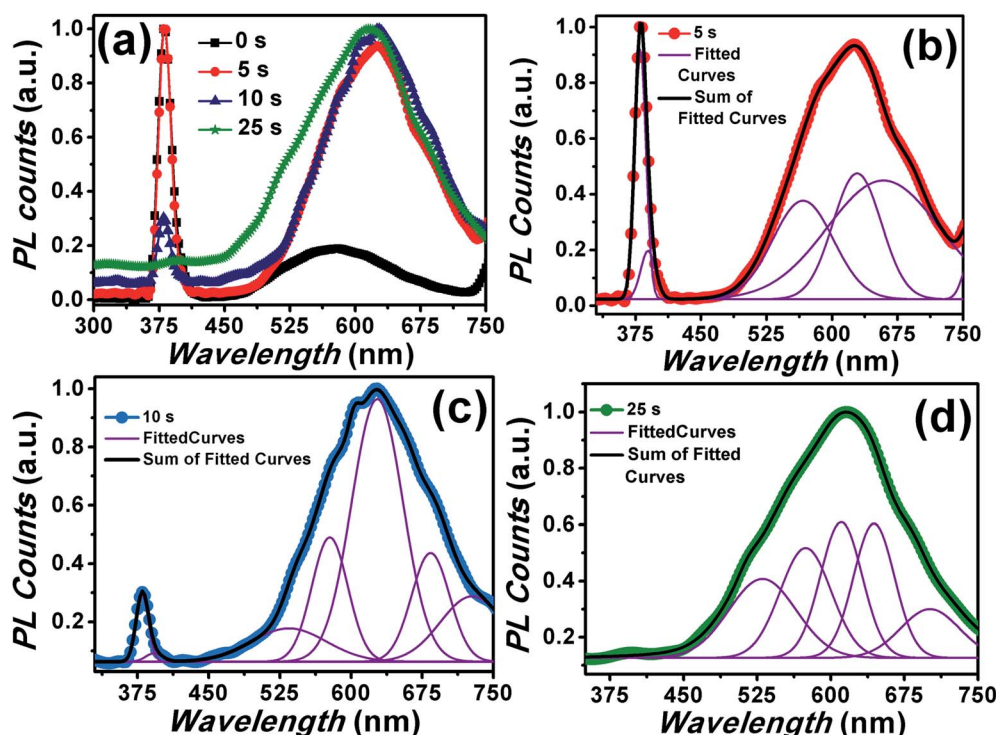 (a)
0 s
5 s
10 s
25 s
PL counts (a.u.)
1.0
0.8
0.6
0.4
0.2
0.0
300 375 450 525 600 675 750
Wavelength (nm)
(b)
5 s
Fitted
Curves
Sum of
Fitted Curves
PL Counts (a.u.)
1.0
0.8
0.6
0.4
0.2
0.0
375 450 525 600 675 750
Wavelength (nm)
(c)
10 s
FittedCurves
Sum of Fitted Curves
PL Counts (a.u.)
1.0
0.8
0.6
0.4
0.2
375 450 525 600 675 750
Wavelength (nm)
(d)
25 s
FittedCurves
Sum of Fitted
Curves
PL Counts (a.u.)
1.0
0.8
0.6
0.4
0.2
375 450 525 600 675 750
Wavelength (nm)